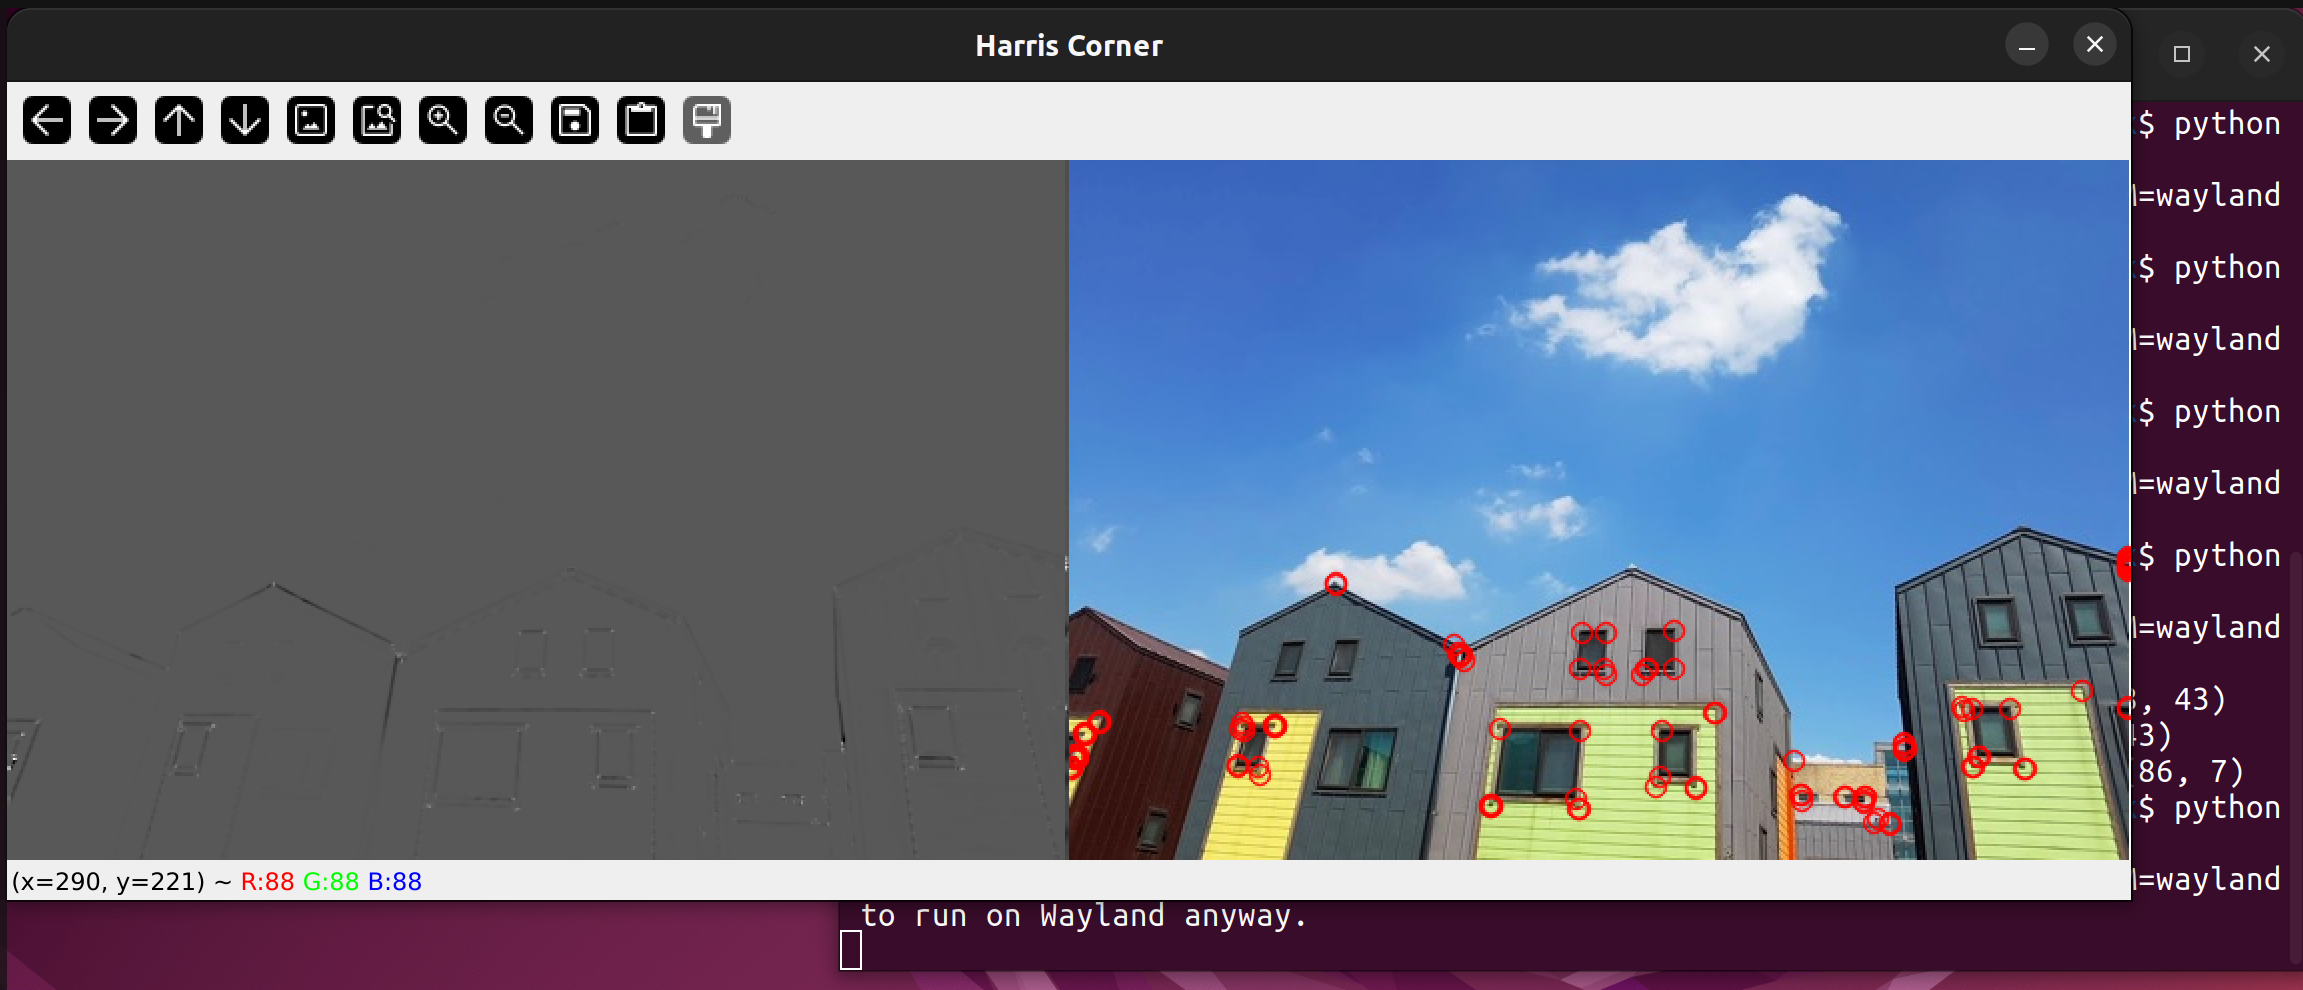 Harris Corner
$ python
=wayland
$ python
=wayland
$ python
=wayland
$ python
=wayland
, 43)
3)
86, 7)
$ python
=wayland
(x=290, y=221) ~ R:88 G:88 B:88
to run on Wayland anyway.